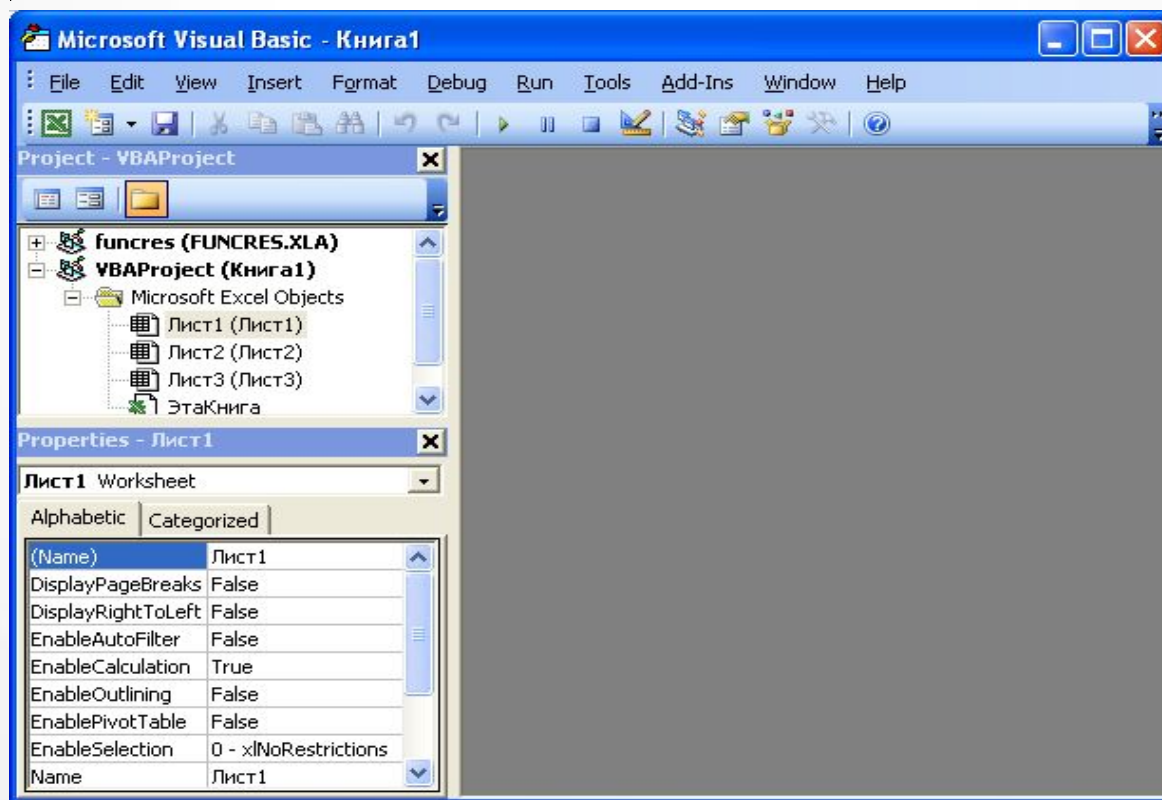 Microsoft Visual Basic - Книга1
File Edit View Insert Format Debug Run Tools Add-Ins Window Help
Project - VBAProject
funcres (FUNCRES.XLA)
VBAProject (Книга1)
Microsoft Excel Objects
Лист1 (Лист1)
Лист2 (Лист2)
Лист3 (Лист3)
ЭтаКнига
Properties - Лист1
Лист1 Worksheet
Alphabetic Categorized
(Name) Лист1
DisplayPageBreaks False
DisplayRightToLeft False
EnableAutoFilter False
EnableCalculation True
EnableOutlining False
EnablePivotTable False
EnableSelection 0 - xlNoRestrictions
Name Лист1